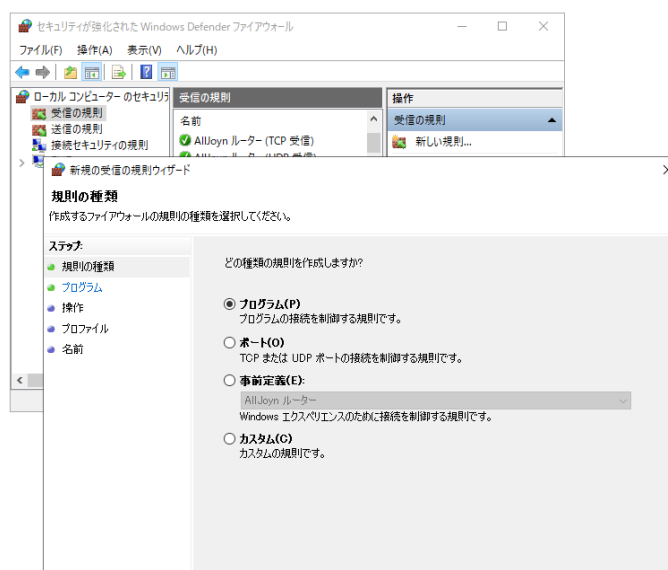 セキュリティが強化された Windows Defender ファイアウォール
ファイル(F) 操作(A) 表示(V) ヘルプ(H)
ローカル コンピューター のセキュリテ
受信の規則
送信の規則
接続セキュリティの規則
受信の規則
名前
AllJoyn ルーター (TCP 受信)
操作
受信の規則
新しい規則...
新規の受信の規則ウィザード
規則の種類
作成するファイアウォールの規則の種類を選択してください。
ステップ:
規則の種類
プログラム
操作
プロファイル
名前
どの種類の規則を作成しますか?
プログラム(P)
プログラムの接続を制御する規則です。
ポート(O)
TCP または UDP ポートの接続を制御する規則です。
事前定義(E):
AllJoyn ルーター
Windows エクスペリエンスのために接続を制御する規則です。
カスタム(C)
カスタムの規則です。